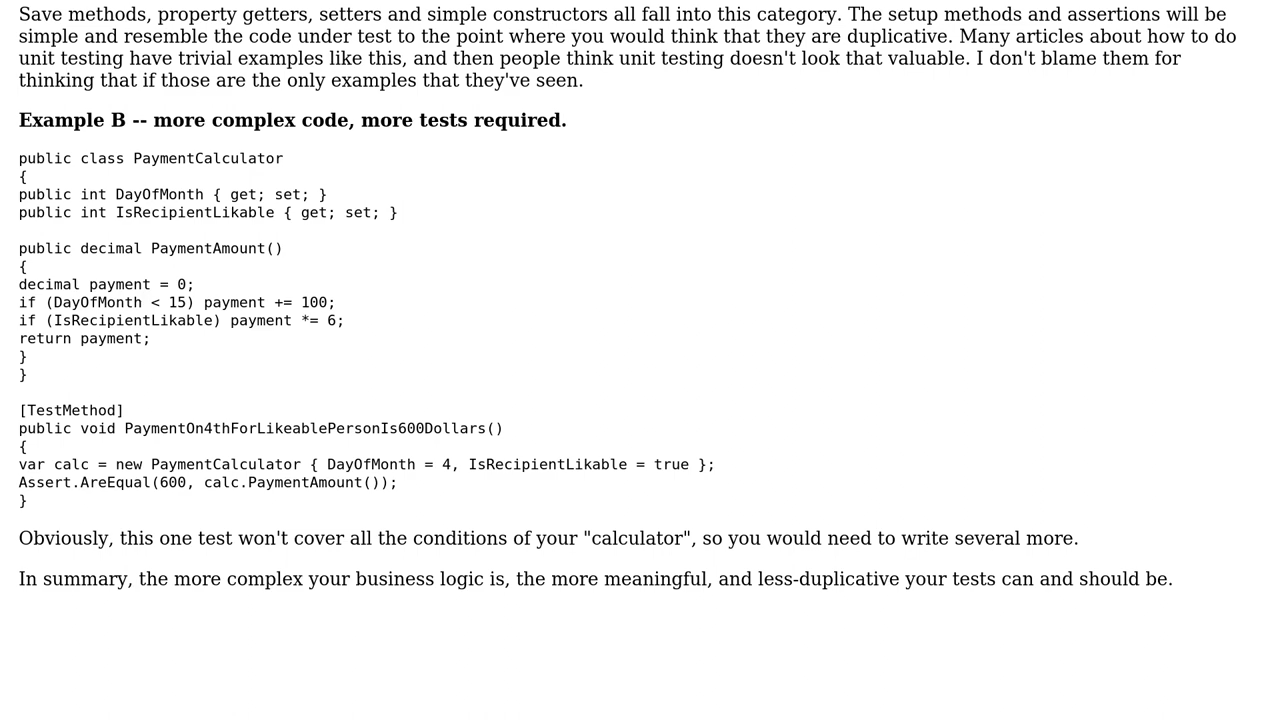 Save methods, property getters, setters and simple constructors all fall into this category. The setup methods and assertions will be
simple and resemble the code under test to the point where you would think that they are duplicative. Many articles about how to do
unit testing have trivial examples like this, and then people think unit testing doesn't look that valuable. I don't blame them for
thinking that if those are the only examples that they've seen.
Example B -- more complex code, more tests required.
public class PaymentCalculator
{
public int DayOfMonth { get; set; }
public int IsRecipientLikable { get; set; }
public decimal PaymentAmount()
{
decimal payment = 0;
if (DayOfMonth < 15) payment += 100;
if (IsRecipientLikable) payment *= 6;
return payment;
}
}
[TestMethod]
public void PaymentOn4thForLikeablePersonIs600Dollars()
{
var calc = new PaymentCalculator { DayOfMonth = 4, IsRecipientLikable = true };
Assert.AreEqual(600, calc.PaymentAmount());
}
Obviously, this one test won't cover all the conditions of your "calculator", so you would need to write several more.
In summary, the more complex your business logic is, the more meaningful, and less-duplicative your tests can and should be.